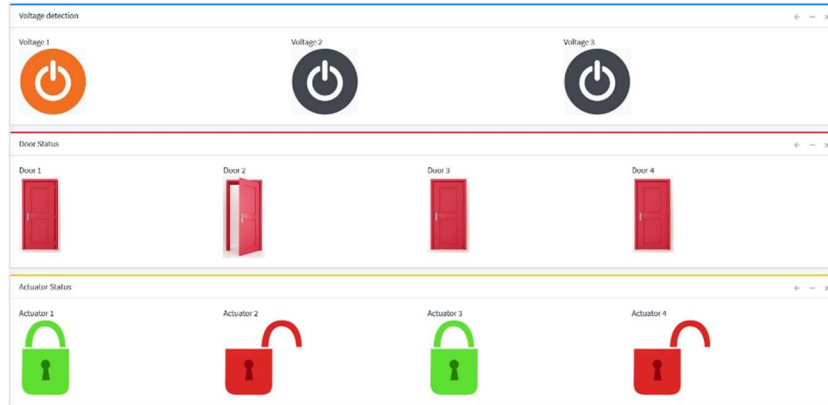 Voltage detection
Voltage 1
Voltage 2
Voltage 3
Door Status
Door 1
Door 2
Door 3
Door 4
Actuator Status
Actuator 1
Actuator 2
Actuator 3
Actuator 4